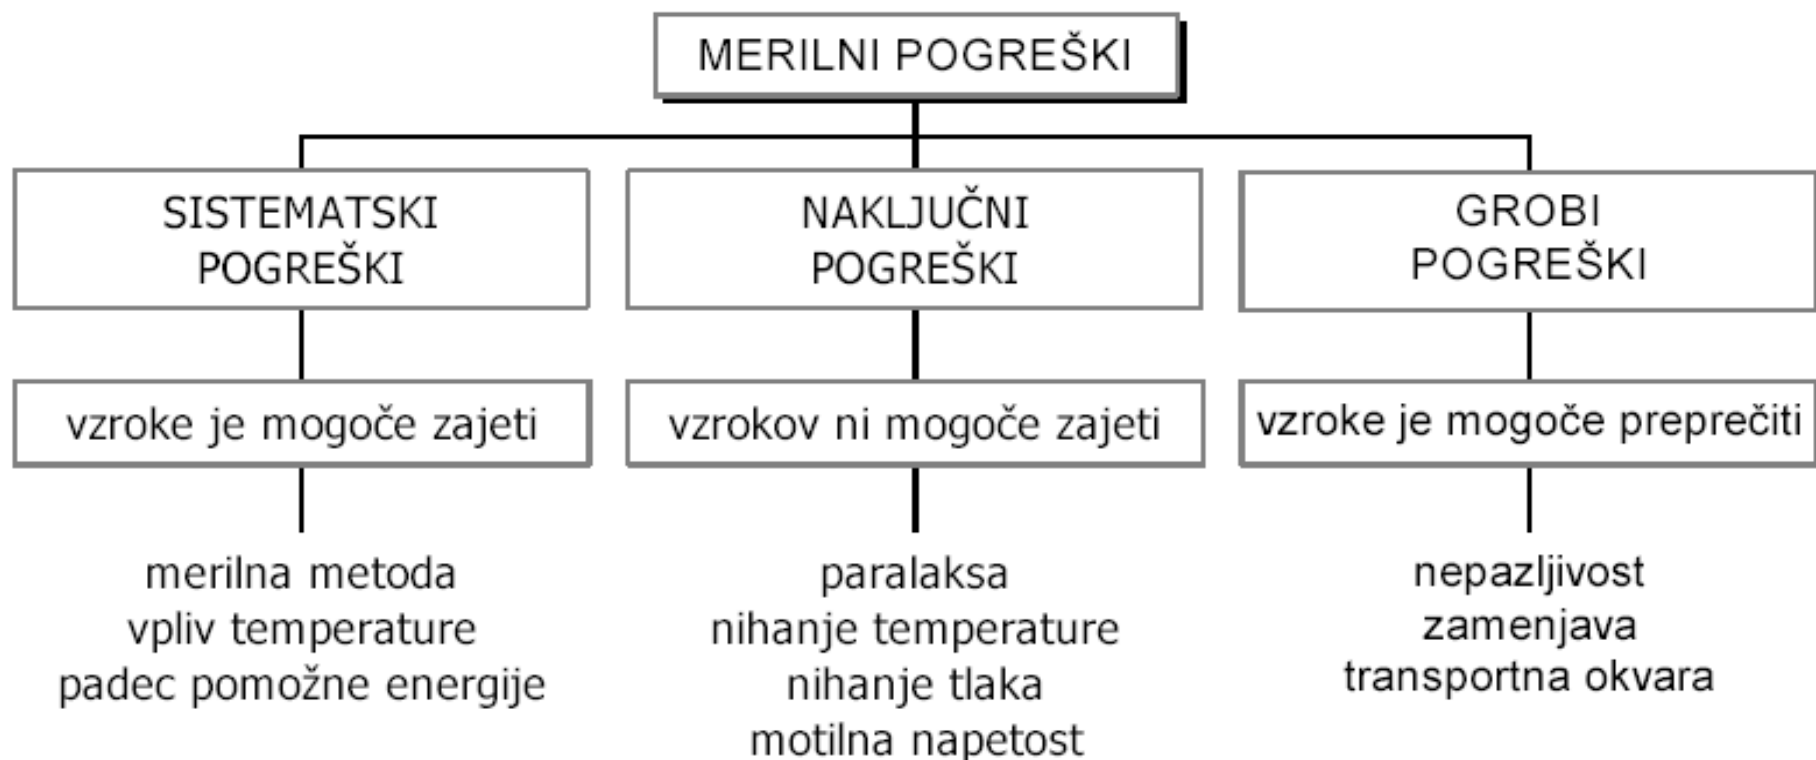 MERILNI POGREŠKI
SISTEMATSKI
POGREŠKI
vzroke je mogoče zajeti
merilna metoda
vpliv temperature
padec pomožne energije
NAKLJUČNI
POGREŠKI
vzrokov ni mogoče zajeti
paralaksa
nihanje temperature
nihanje tlaka
motilna napetost
GROBI
POGREŠKI
vzroke je mogoče preprečiti
nepazljivost
zamenjava
transportna okvara